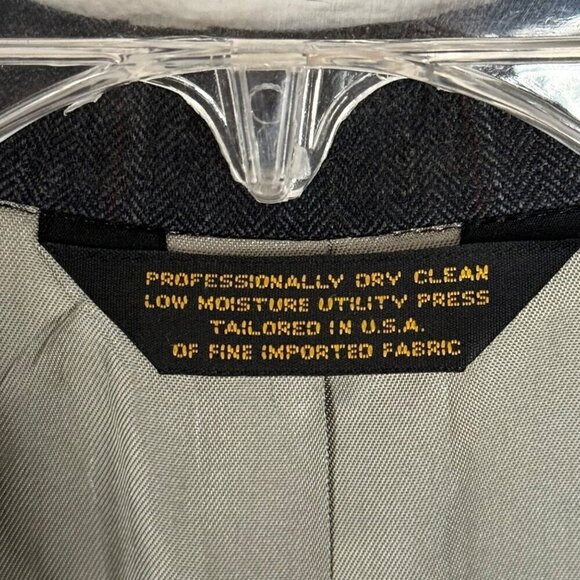 PROFESSIONALLY DRY CLEAN
LOW MOISTURE UTILITY PRESS
TAILORED IN U.S.A.
OF FINE IMPORTED FABRIC